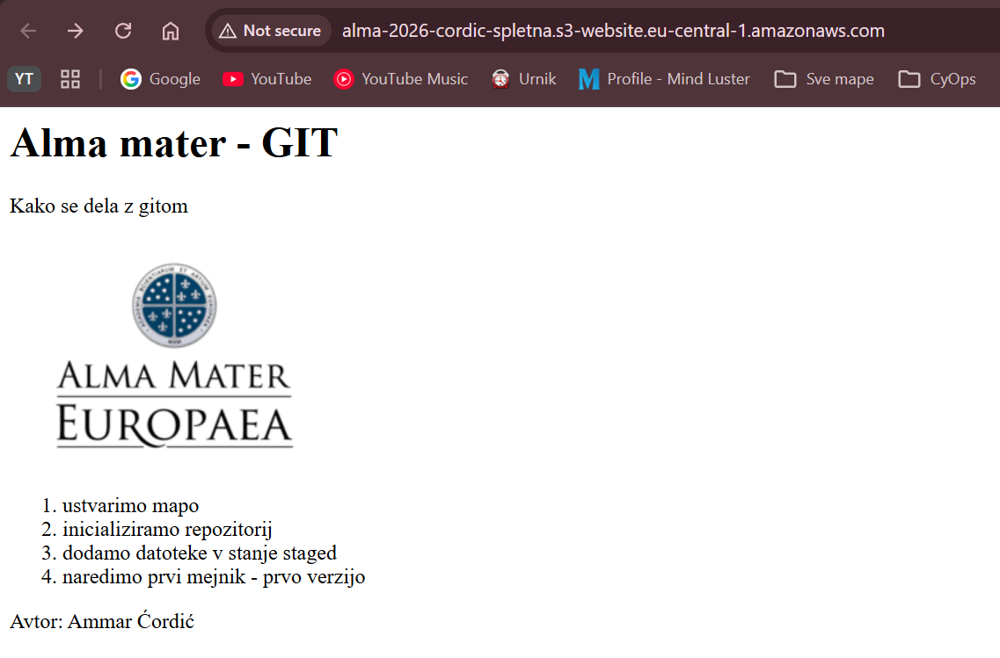 Not secure
alma-2026-cordic-spletna.s3-website.eu-central-1.amazonaws.com
YT
Google
YouTube
YouTube Music
Urnik
Profile - Mind Luster
Sve mape
CyOps
Alma mater - GIT
Kako se dela z gitom
ALMA MATER
EUROPAEA
1. ustvarimo mapo
2. inicializiramo repozitorij
3. dodamo datoteke v stanje staged
4. naredimo prvi mejnik - prvo verzijo
Avtor: Ammar Ćordić